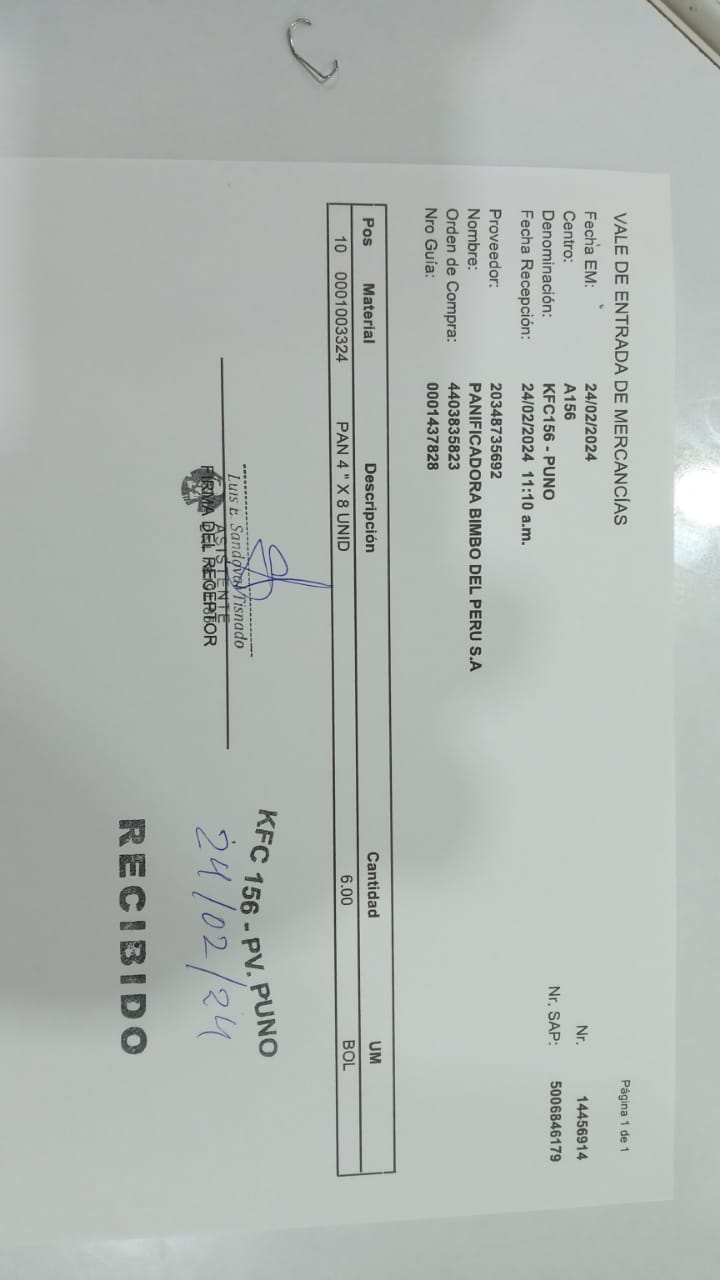 Página 1 de 1
VALE DE ENTRADA DE MERCANCÍAS
Fecha EM: 24/02/2024 Nr. 14456914
Centro: A156
Denominación: KFC156 - PUNO Nr. SAP: 5006846179
Fecha Recepción: 24/02/2024 11:10 a.m.
Proveedor: 20348735692
Nombre: PANIFICADORA BIMBO DEL PERU S.A
Orden de Compra: 4403835823
Nro Guía: 0001437828
Pos Material Descripción Cantidad UM
10 0001003324 PAN 4 " X 8 UNID 6.00 BOL
Luis E. Sandoval Tisnado
ASISTENTE
FIRMA DEL RECEPTOR
KFC 156 - PV. PUNO
24/02/24
RECIBIDO